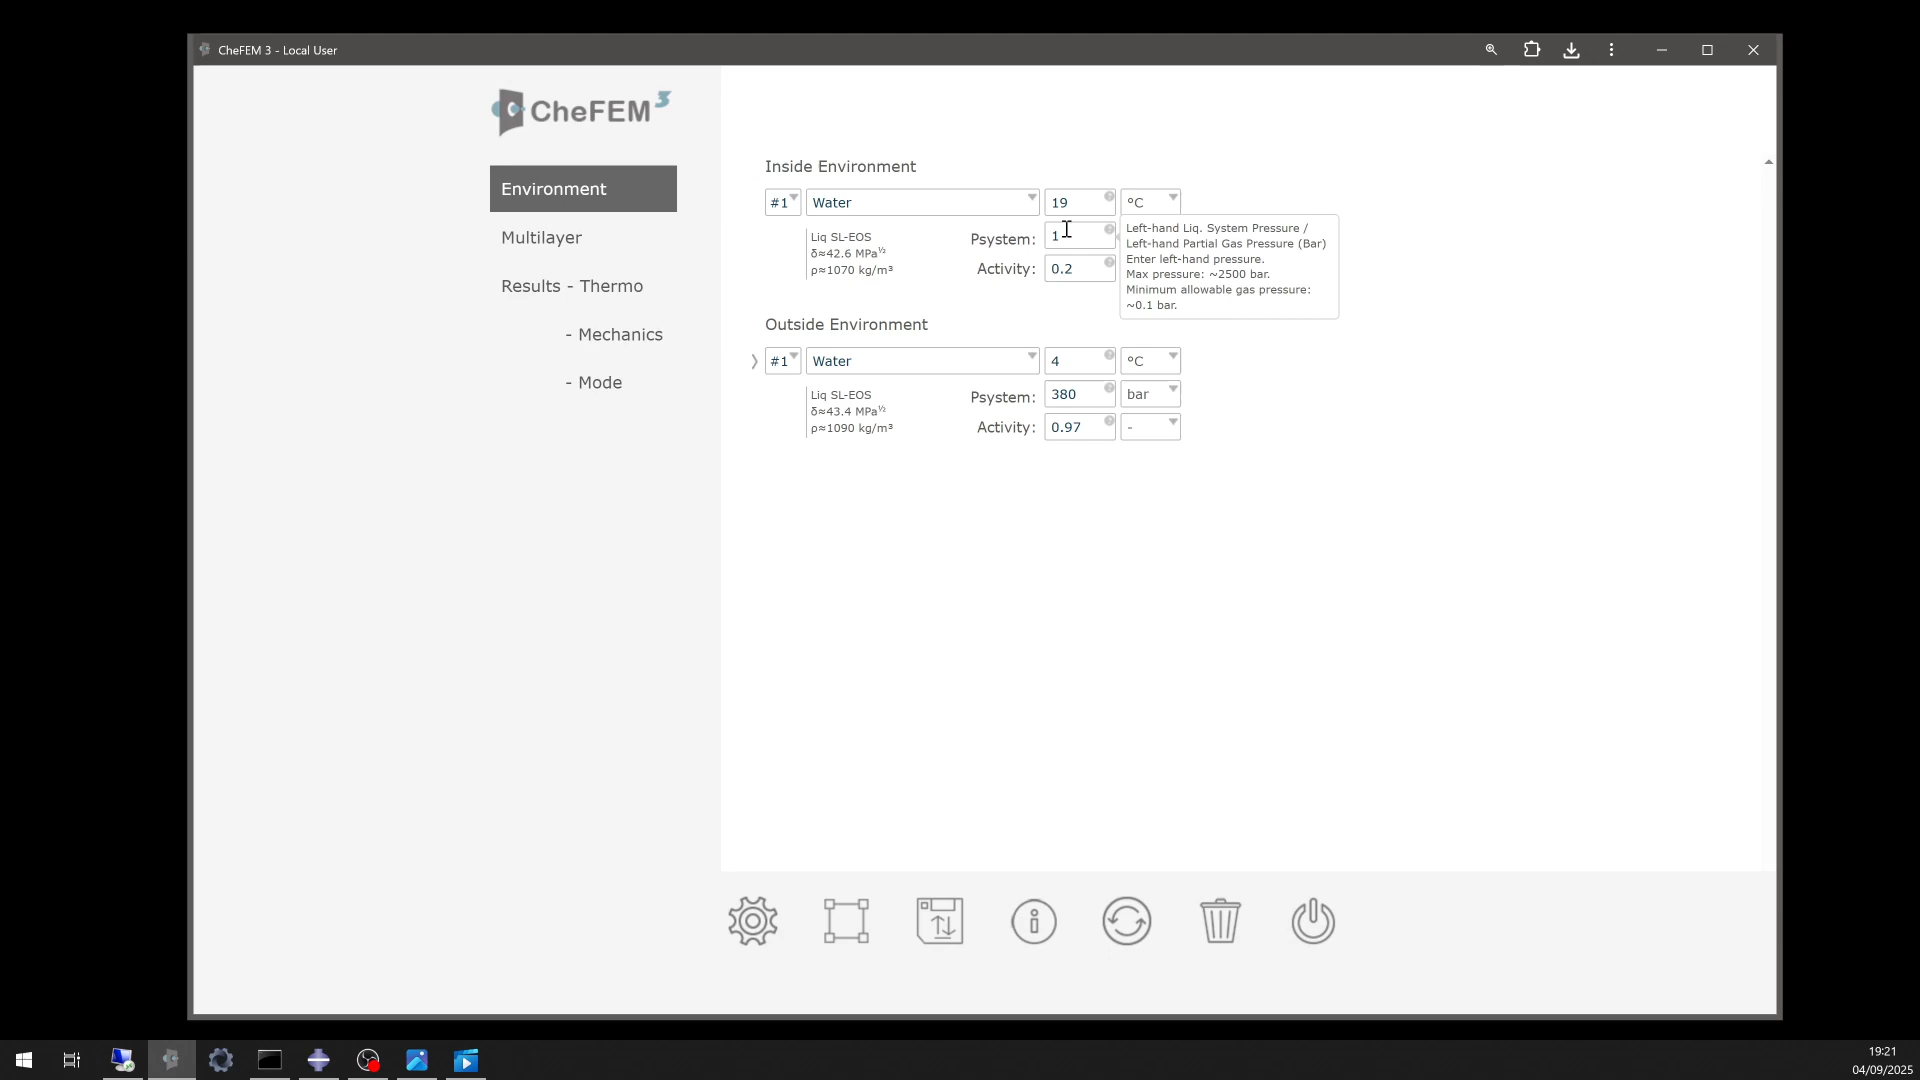 CheFEM 3 - Local User
CheFEM 3
Environment
Multilayer
Results - Thermo
- Mechanics
- Mode
Inside Environment
#1 Water 19 °C
Liq SL-EOS
δ≈42.6 MPa½
ρ≈1070 kg/m³
Psystem: 1
Activity: 0.2
Left-hand Liq. System Pressure /
Left-hand Partial Gas Pressure (Bar)
Enter left-hand pressure.
Max pressure: ~2500 bar.
Minimum allowable gas pressure:
~0.1 bar.
Outside Environment
#1 Water 4 °C
Liq SL-EOS
δ≈43.4 MPa½
ρ≈1090 kg/m³
Psystem: 380 bar
Activity: 0.97 -
19:21
04/09/2025